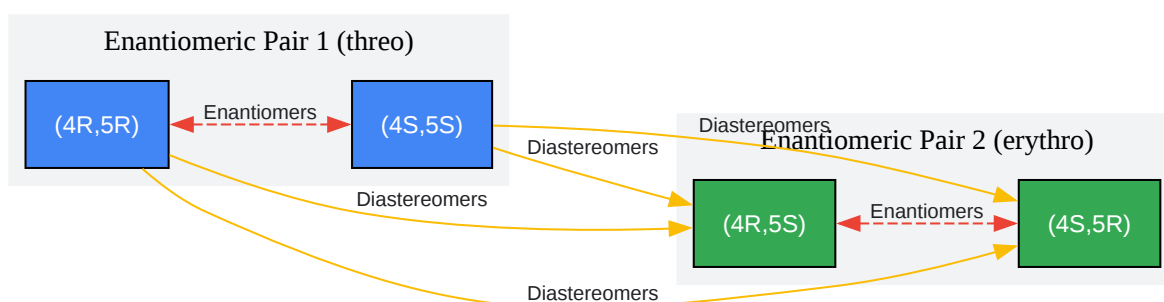 Enantiomeric Pair 1 (threo)
(4R,5R)
Enantiomers
(4S,5S)
Diastereomers
Enantiomeric Pair 2 (erythro)
Diastereomers
Diastereomers
(4R,5S)
Enantiomers
(4S,5R)
Diastereomers